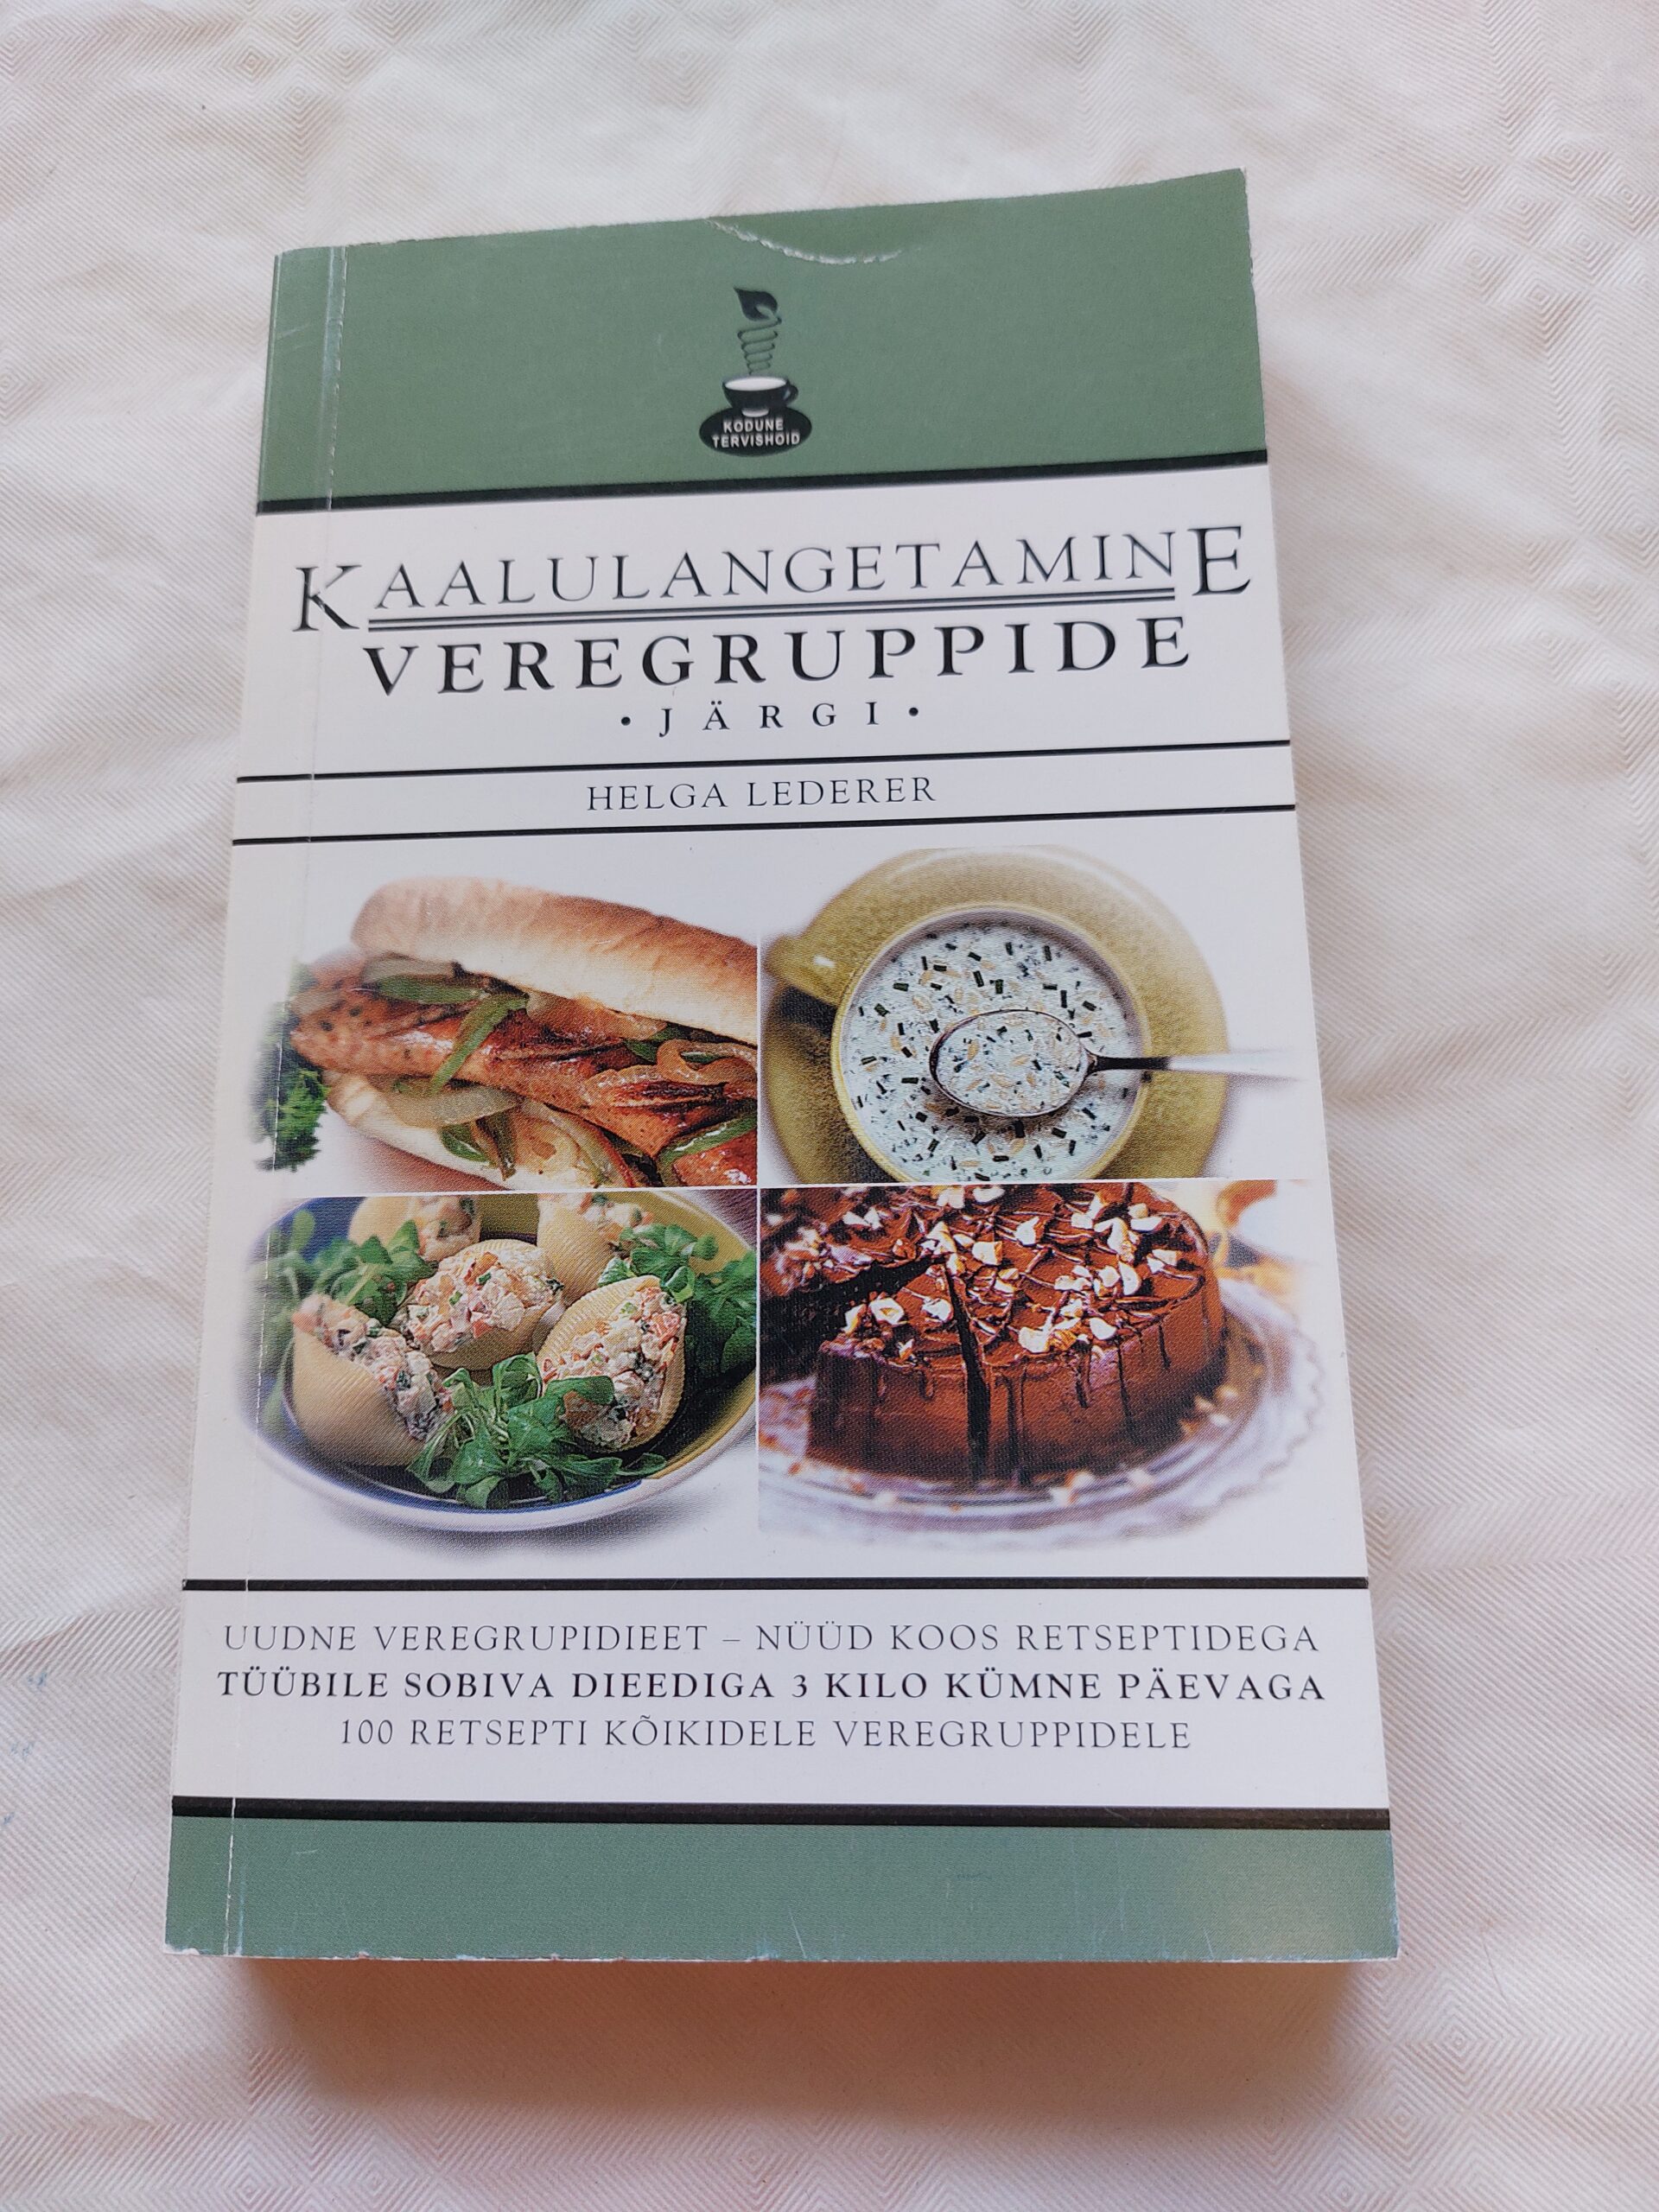 KODUNE
TERVISHOID
KAALULANGETAMINE
VEREGRUPPIDE
• JÄRGI •
HELGA LEDERER
UUDNE VEREGRUPIDIEET – NÜÜD KOOS RETSEPTIDEGA
TÜÜBILE SOBIVA DIEEDIGA 3 KILO KÜMNE PÄEVAGA
100 RETSEPTI KÕIKIDELE VEREGRUPPIDELE